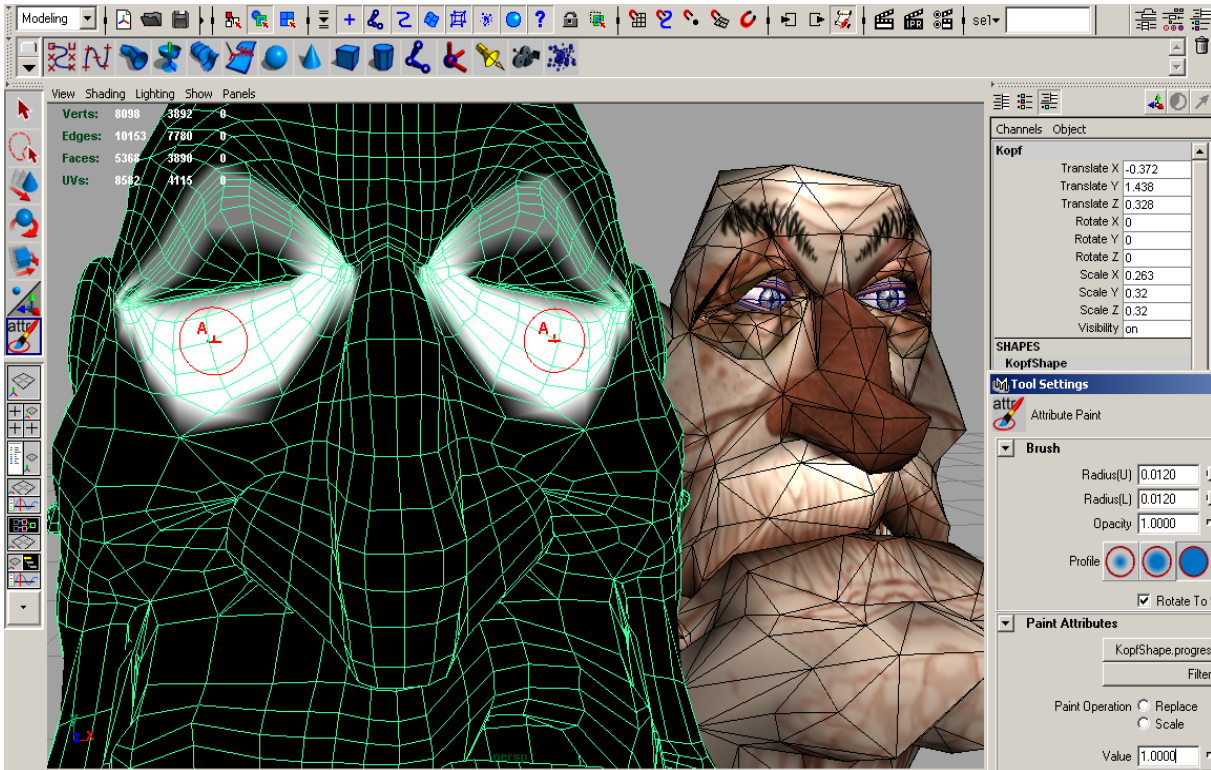 Modeling
sel
View Shading Lighting Show Panels
Verts: 8098 3892 0
Edges: 10153 7780 0
Faces: 5368 3890 0
UVs: 8582 4115 0
A
A
persp
attr
Channels Object
Kopf
Translate X -0.372
Translate Y 1.438
Translate Z 0.328
Rotate X 0
Rotate Y 0
Rotate Z 0
Scale X 0.263
Scale Y 0.32
Scale Z 0.32
Visibility on
SHAPES
KopfShape
Tool Settings
attr
Attribute Paint
Brush
Radius(U) 0.0120
Radius(L) 0.0120
Opacity 1.0000
Profile
Rotate To
Paint Attributes
KopfShape.progres
Filter
Paint Operation Replace
Scale
Value 1.0000